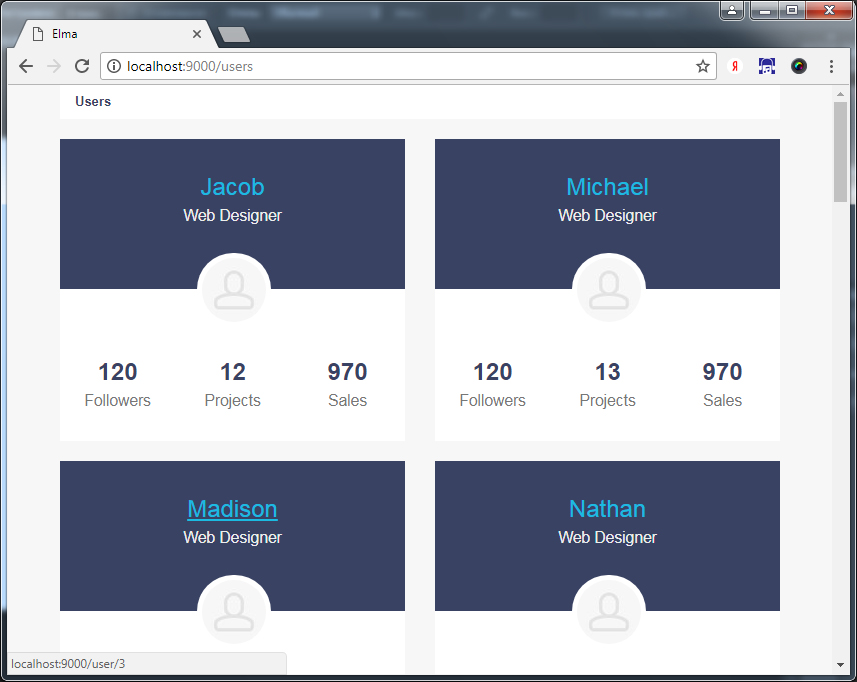 Elma
localhost:9000/users
Я
Users
Jacob
Web Designer
120 12 970
Followers Projects Sales
Michael
Web Designer
120 13 970
Followers Projects Sales
Madison
Web Designer
Nathan
Web Designer
localhost:9000/user/3